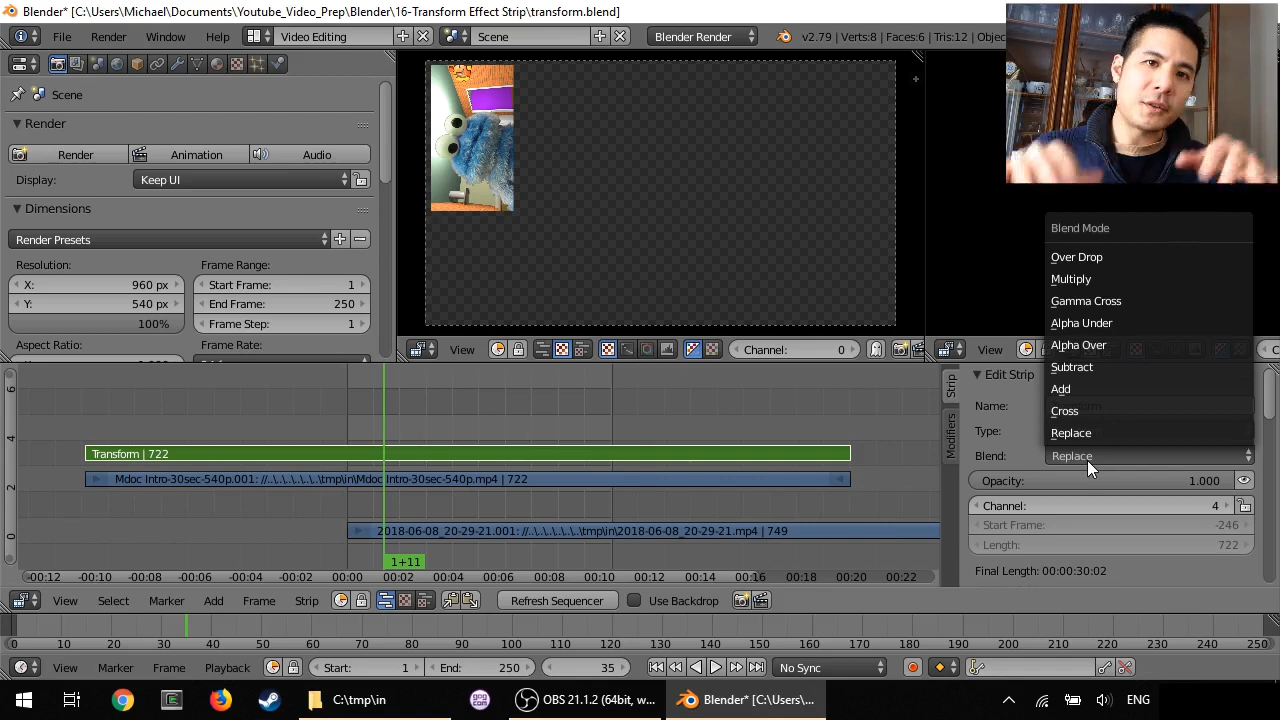 Blender* [C:\Users\Michael\Documents\Youtube_Video_Prep\Blender\16-Transform Effect Strip\transform.blend]
File Render Window Help Video Editing Scene Blender Render v2.79 | Verts:8 | Faces:6 | Tris:12 | Objec
Scene
Render
Render Animation Audio
Display: Keep UI
Dimensions
Render Presets
Resolution: Frame Range:
X: 960 px Start Frame: 1
Y: 540 px End Frame: 250
100% Frame Step: 1
Aspect Ratio: Frame Rate:
View Channel: 0 View
Blend Mode
Over Drop
Multiply
Gamma Cross
Alpha Under
Alpha Over
Subtract
Add
Cross
Replace
Edit Strip
Name:
Type:
Blend: Replace
Opacity: 1.000
Channel: 4
Start Frame: -246
Length: 722
Final Length: 00:00:30:02
Strip
Modifiers
6
4
2
0
Transform | 722
Mdoc Intro-30sec-540p.001: //..\..\..\..\..\tmp\in\Mdoc Intro-30sec-540p.mp4 | 722
2018-06-08_20-29-21.001: //..\..\..\..\..\tmp\in\2018-06-08_20-29-21.mp4 | 749
1+11
-00:12 -00:10 -00:08 -00:06 -00:04 -00:02 00:00 00:02 00:04 00:06 00:08 00:10 00:12 00:14 00:16 00:18 00:20 00:22
View Select Marker Add Frame Strip Refresh Sequencer Use Backdrop
0 10 20 30 40 50 60 70 80 90 100 110 120 130 140 150 160 170 180 190 200 210 220 230 240 250
View Marker Frame Playback Start: 1 End: 250 35 No Sync
C:\tmp\in OBS 21.1.2 (64bit, w... Blender* [C:\Users\... ENG